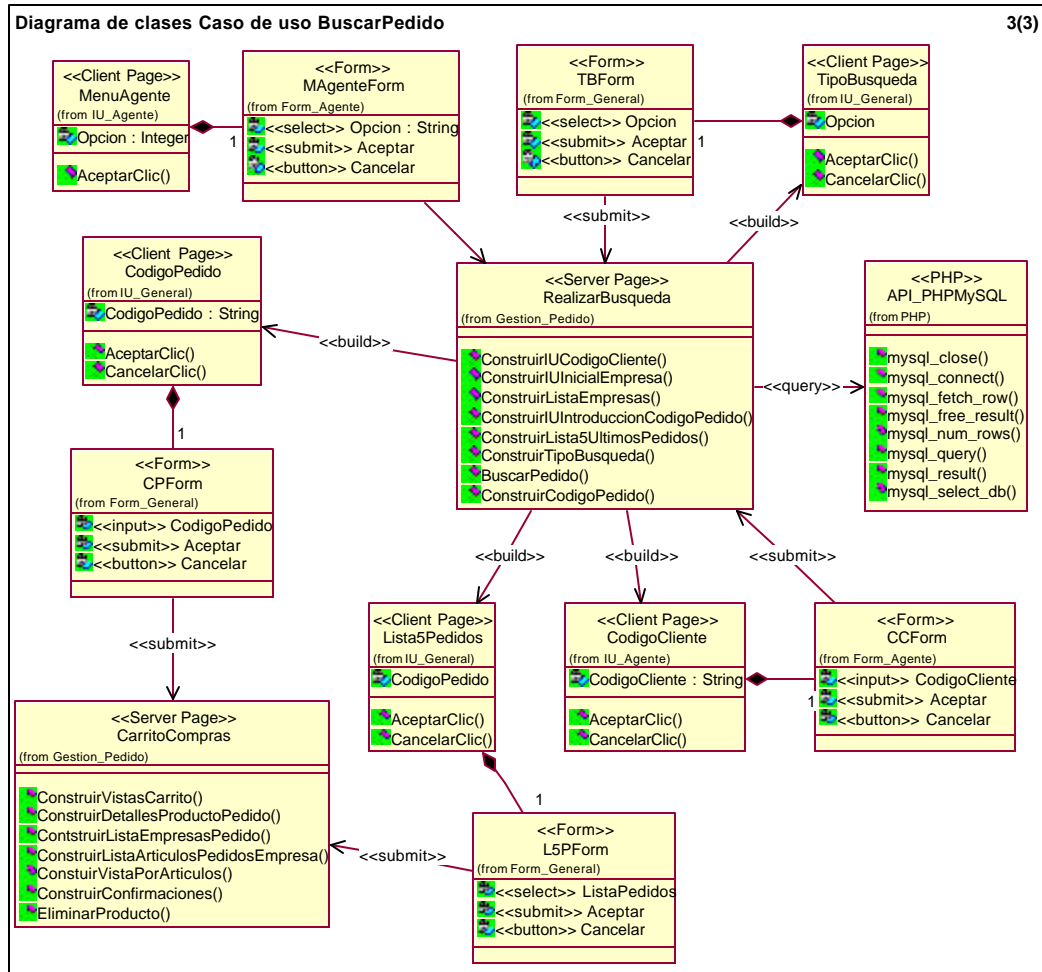 Diagrama de clases Caso de uso BuscarPedido
3(3)
<<Client Page>>
MenuAgente
(from IU_Agente)
Opcion : Integer
AceptarClic()
1
<<Form>>
MAgenteForm
(from Form_Agente)
<<select>> Opcion : String
<<submit>> Aceptar
<<button>> Cancelar
<<Form>>
TBForm
(from Form_General)
<<select>> Opcion
<<submit>> Aceptar
<<button>> Cancelar
1
<<Client Page>>
TipoBusqueda
(from IU_General)
Opcion
AceptarClic()
CancelarClic()
<<submit>>
<<build>>
<<Client Page>>
CodigoPedido
(from IU_General)
CodigoPedido : String
AceptarClic()
CancelarClic()
<<build>>
<<Server Page>>
RealizarBusqueda
(from Gestion_Pedido)
ConstruirIUCodigoCliente()
ConstruirIUInicialEmpresa()
ConstruirListaEmpresas()
ConstruirIUIntroduccionCodigoPedido()
ConstruirLista5UltimosPedidos()
ConstruirTipoBusqueda()
BuscarPedido()
ConstruirCodigoPedido()
<<query>>
<<PHP>>
API_PHPMySQL
(from PHP)
mysql_close()
mysql_connect()
mysql_fetch_row()
mysql_free_result()
mysql_num_rows()
mysql_query()
mysql_result()
mysql_select_db()
1
<<Form>>
CPForm
(from Form_General)
<<input>> CodigoPedido
<<submit>> Aceptar
<<button>> Cancelar
<<build>>
<<build>>
<<submit>>
<<submit>>
<<Client Page>>
Lista5Pedidos
(from IU_General)
CodigoPedido
AceptarClic()
CancelarClic()
<<Client Page>>
CodigoCliente
(from IU_Agente)
CodigoCliente : String
AceptarClic()
CancelarClic()
1
<<Form>>
CCForm
(from Form_Agente)
<<input>> CodigoCliente
<<submit>> Aceptar
<<button>> Cancelar
<<Server Page>>
CarritoCompras
(from Gestion_Pedido)
ConstruirVistasCarrito()
ConstruirDetallesProductoPedido()
ContstruirListaEmpresasPedido()
ConstruirListaArticulosPedidosEmpresa()
ConstuirVistaPorArticulos()
ConstruirConfirmaciones()
EliminarProducto()
<<submit>>
1
<<Form>>
L5PForm
(from Form_General)
<<select>> ListaPedidos
<<submit>> Aceptar
<<button>> Cancelar